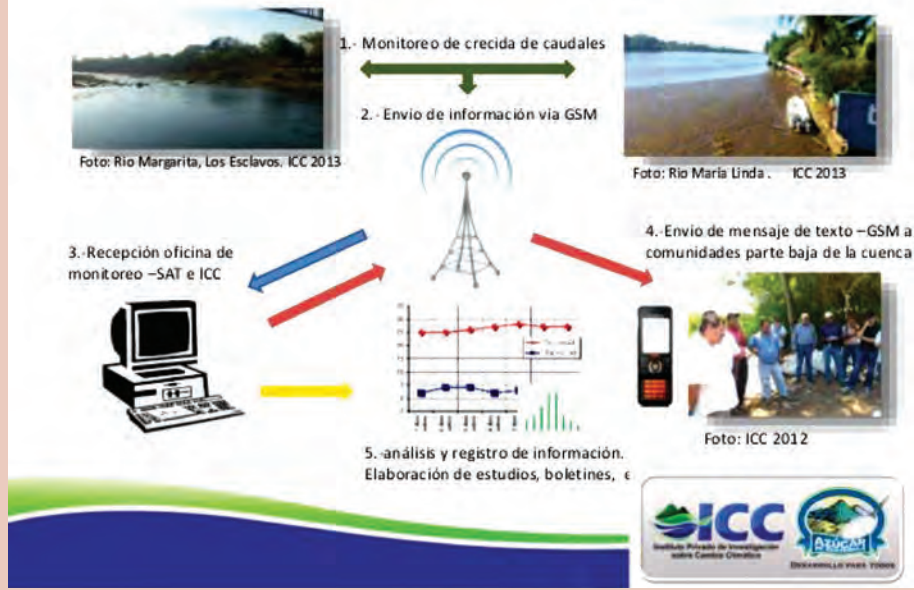 1.- Monitoreo de crecida de caudales
2.- Envio de información via GSM
Foto: Rio Margarita, Los Esclavos. ICC 2013
Foto: Rio María Linda . ICC 2013
3.-Recepción oficina de
monitoreo –SAT e ICC
4.-Envio de mensaje de texto –GSM a
comunidades parte baja de la cuenca
Foto: ICC 2012
5.-análisis y registro de información.
Elaboración de estudios, boletines, e
ICC
Instituto Privado de Investigación
sobre Cambio Climático
AZÚCAR
DESARROLLO PARA TODOS